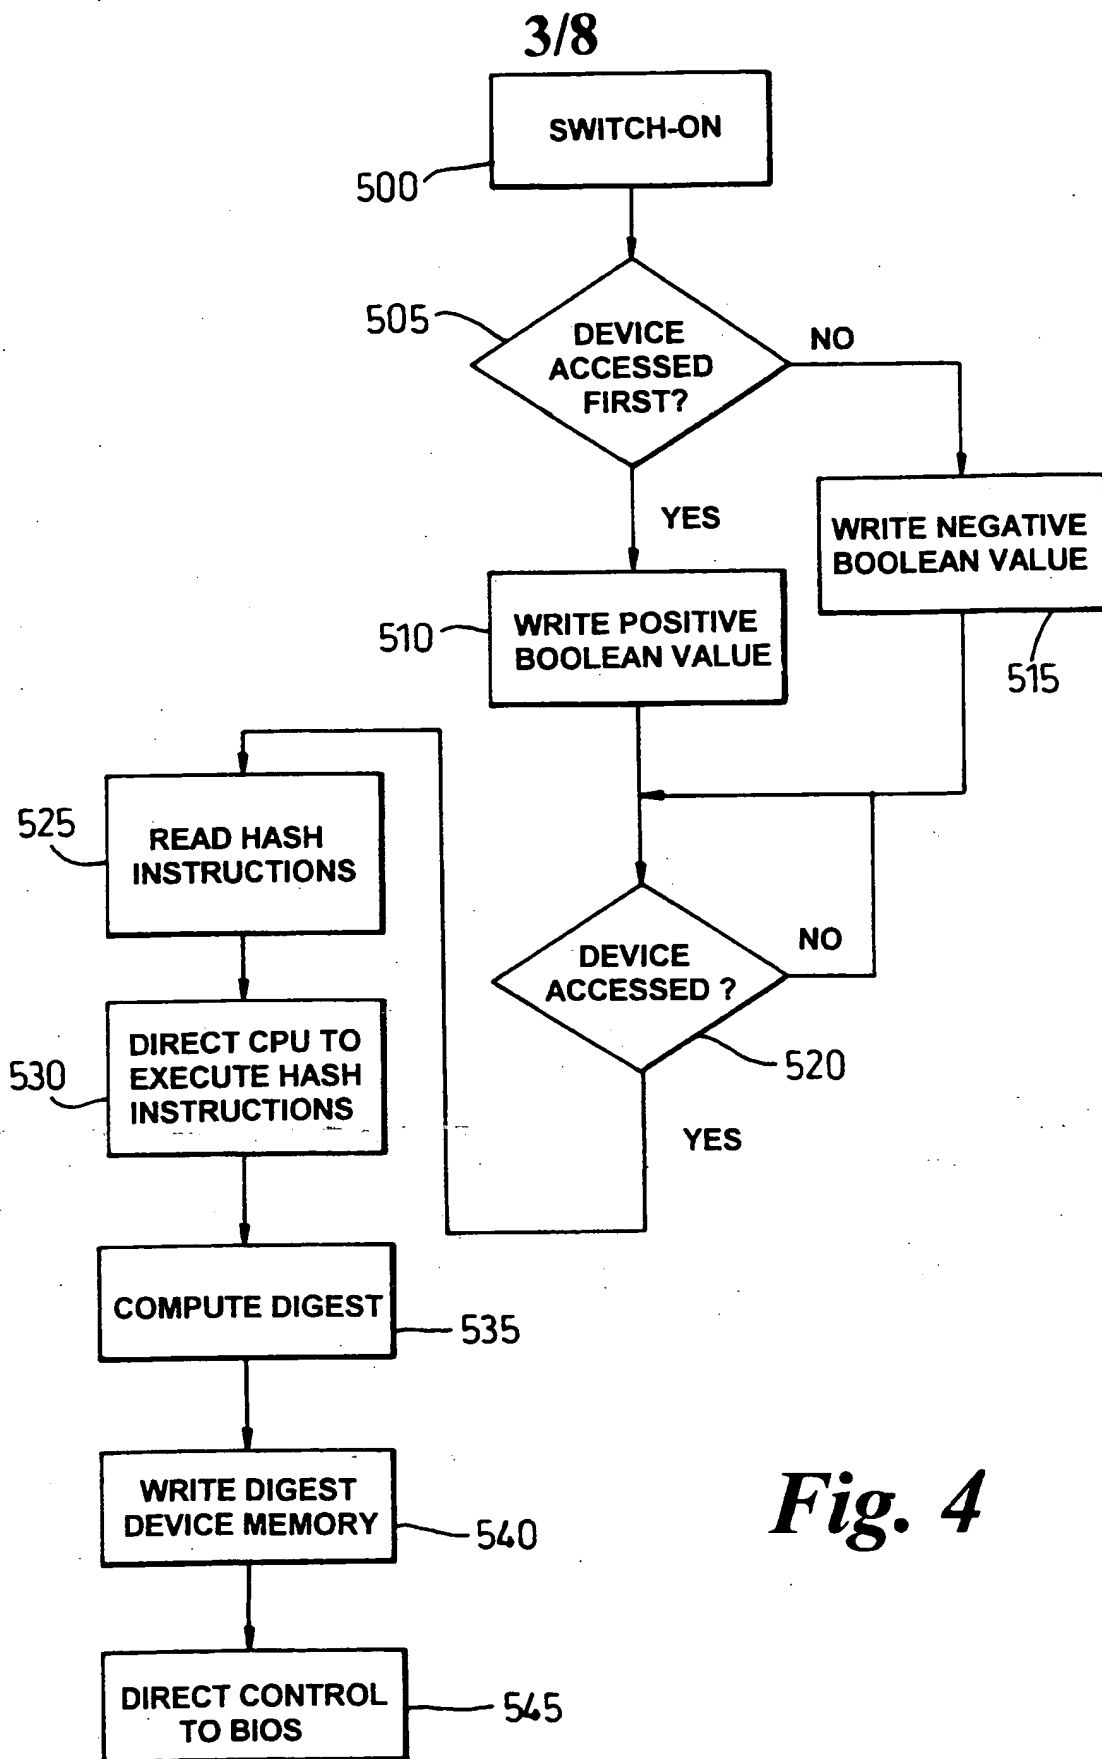 3/8
SWITCH-ON
500
505
DEVICE
ACCESSED
FIRST?
NO
YES
WRITE NEGATIVE
BOOLEAN VALUE
515
510
WRITE POSITIVE
BOOLEAN VALUE
525
READ HASH
INSTRUCTIONS
DEVICE
ACCESSED ?
NO
520
YES
530
DIRECT CPU TO
EXECUTE HASH
INSTRUCTIONS
COMPUTE DIGEST
535
WRITE DIGEST
DEVICE MEMORY
540
Fig. 4
DIRECT CONTROL
TO BIOS
545